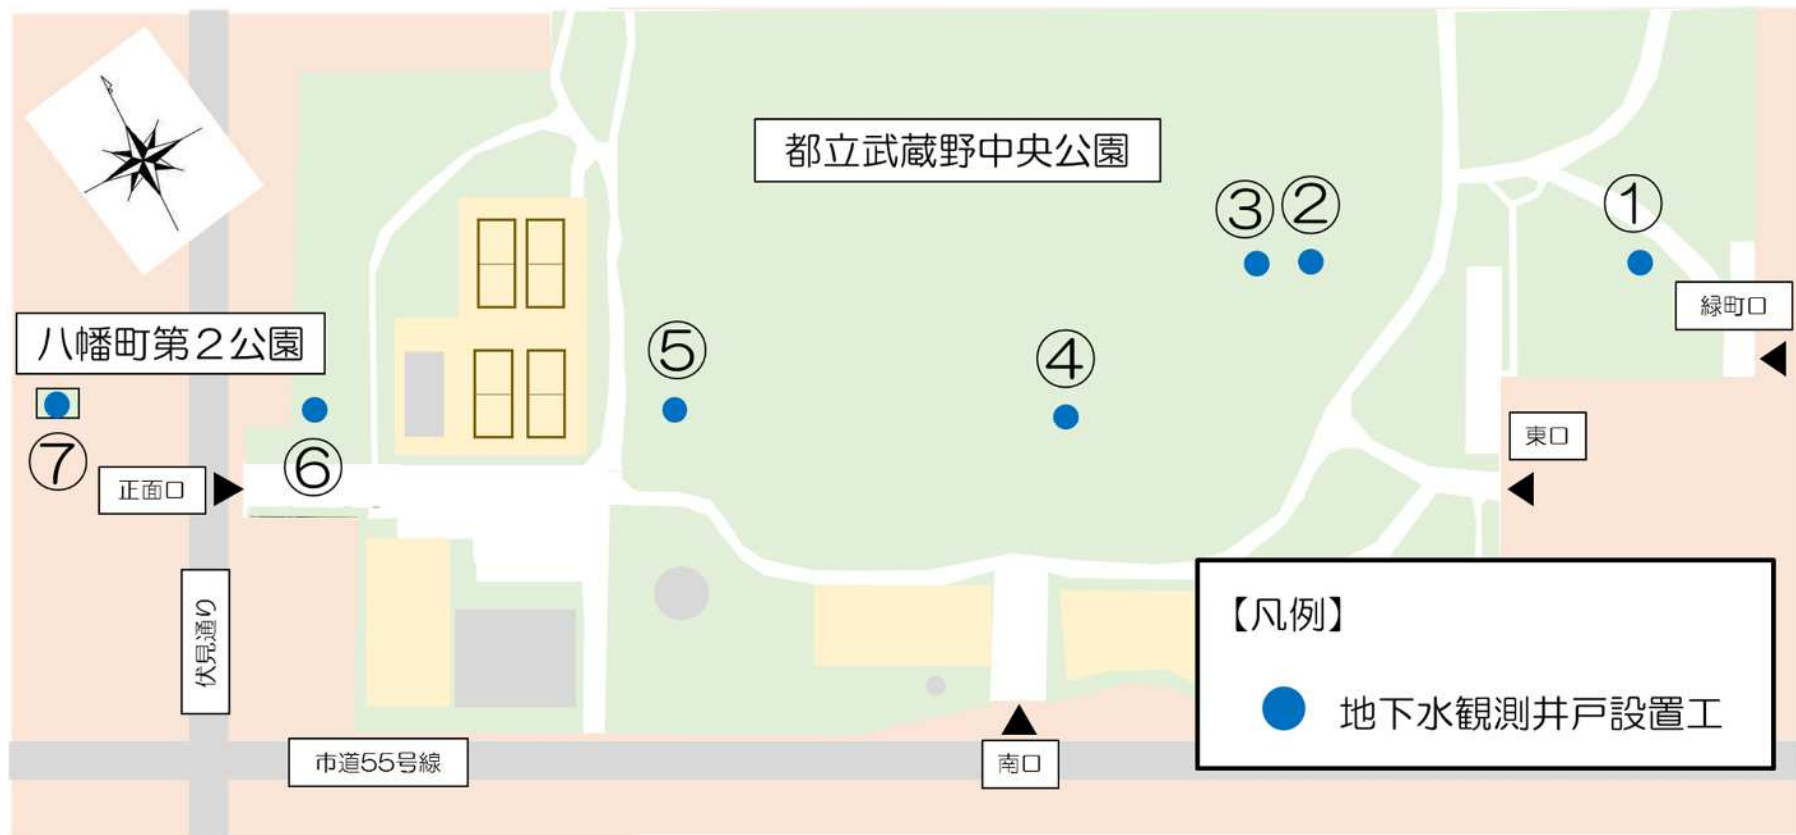 都立武蔵野中央公園
③
②
①
緑町口
八幡町第２公園
⑤
④
東口
⑦
正面口
⑥
伏見通り
【凡例】
地下水観測井戸設置工
市道55号線
南口